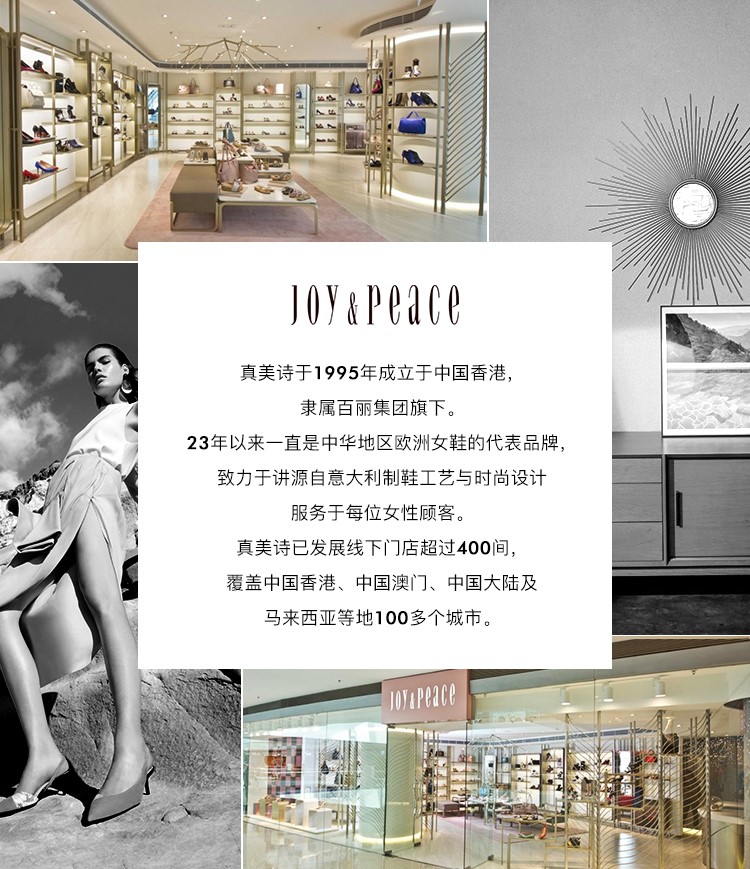 JOY & PEACE
真美诗于1995年成立于中国香港，
隶属百丽集团旗下。
23年以来一直是中华地区欧洲女鞋的代表品牌，
致力于讲源自意大利制鞋工艺与时尚设计
服务于每位女性顾客。
真美诗已发展线下门店超过400间，
覆盖中国香港、中国澳门、中国大陆及
马来西亚等地100多个城市。
JOY & PEACE